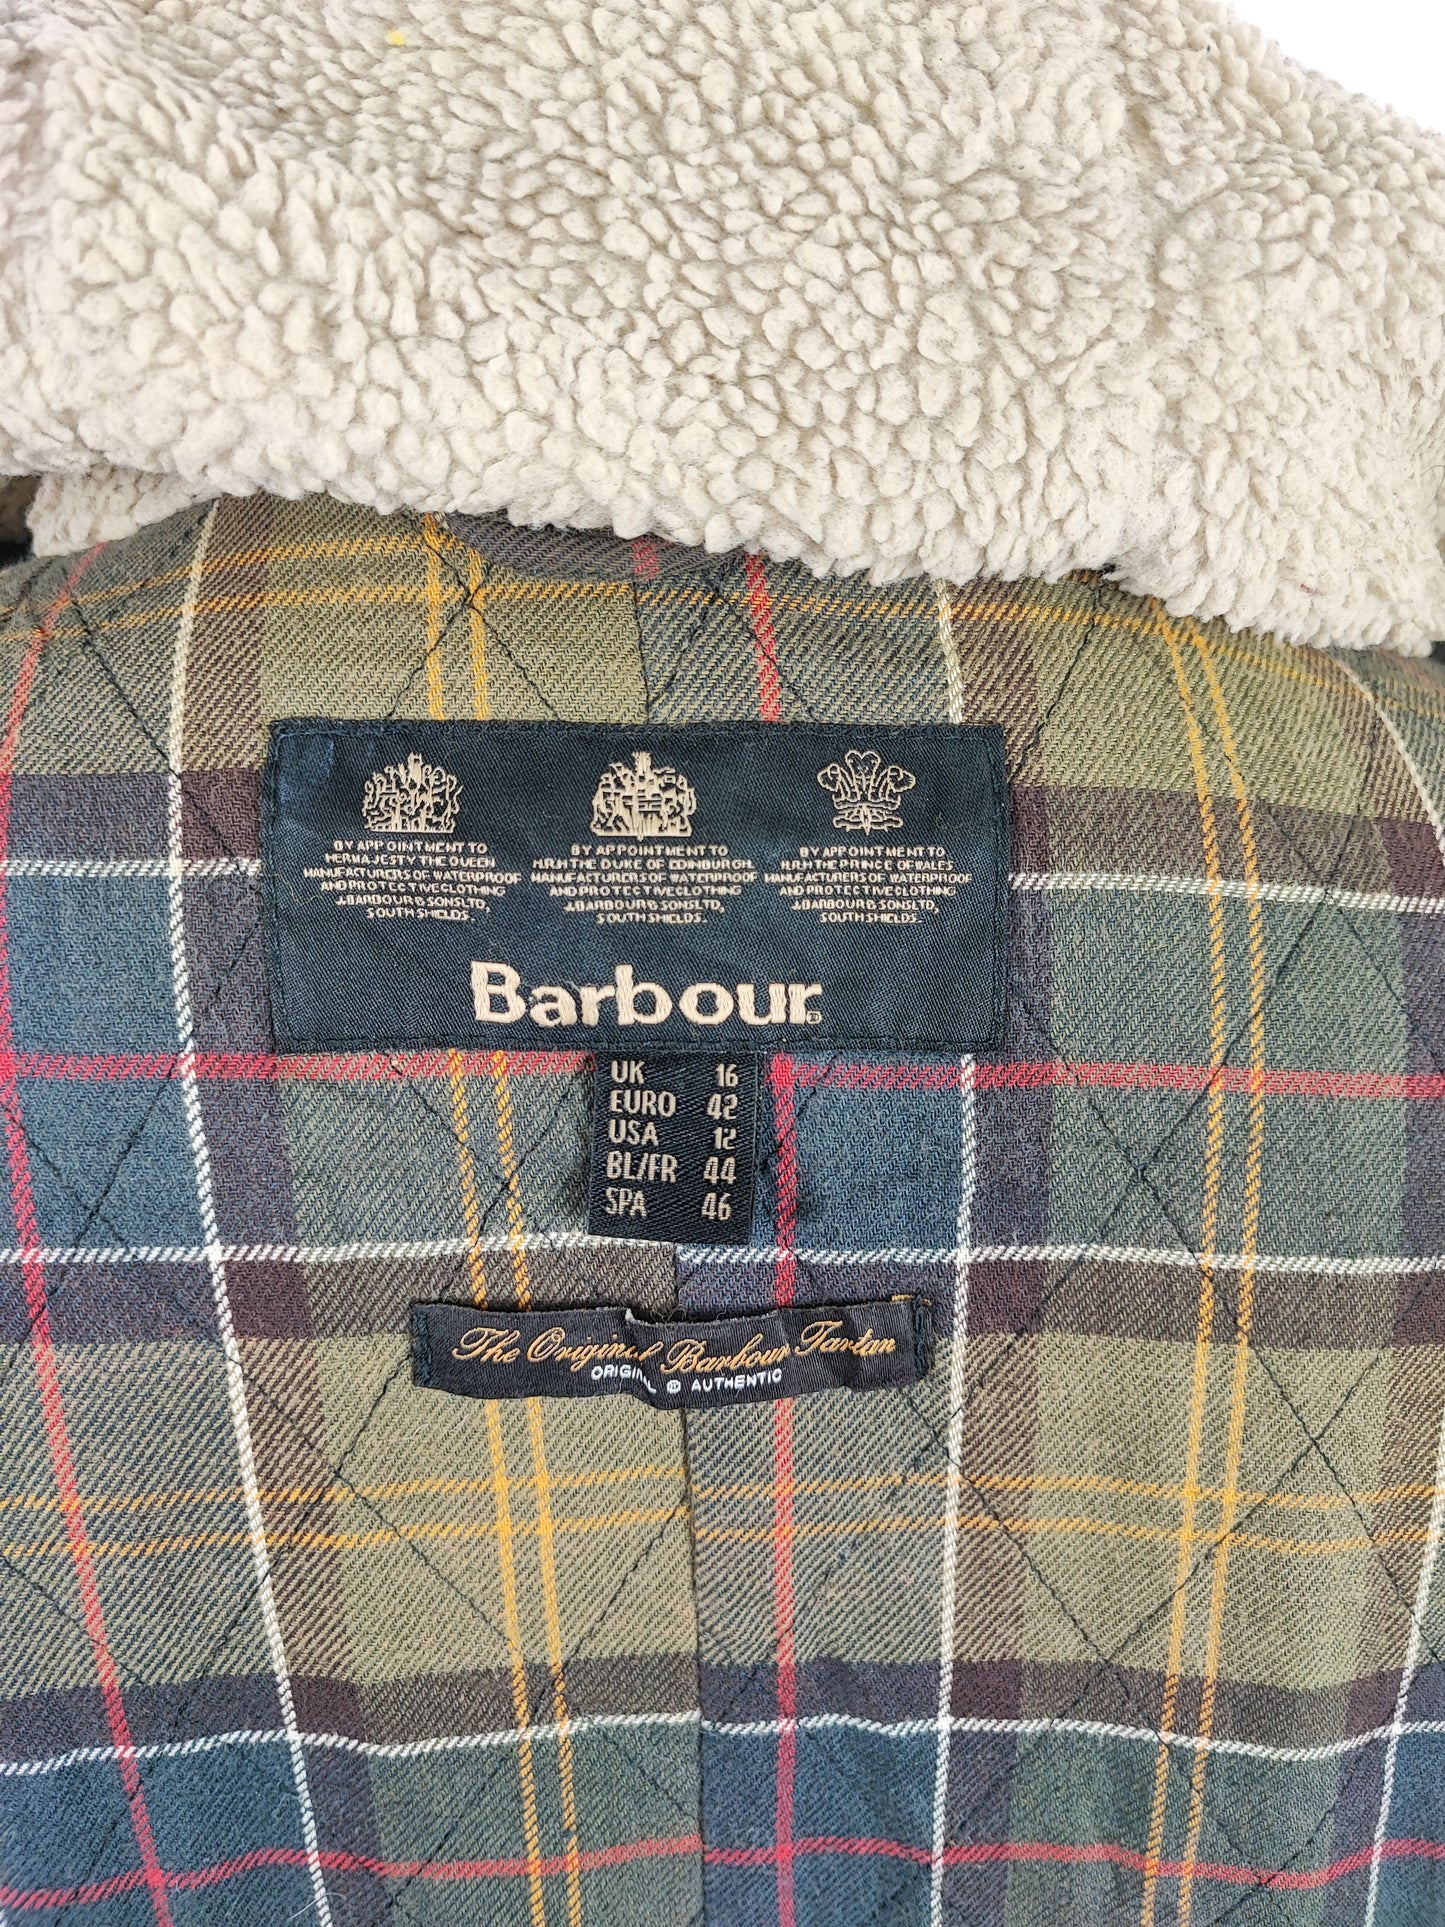 BY APPOINTMENT TO
HER MAJESTY THE QUEEN
MANUFACTURERS OF WATERPROOF
AND PROTECTIVE CLOTHING
J.BARBOUR & SONS LTD,
SOUTH SHIELDS.
BY APPOINTMENT TO
H.R.H THE DUKE OF EDINBURGH.
MANUFACTURERS OF WATERPROOF
AND PROTECTIVE CLOTHING
J.BARBOUR & SONS LTD,
SOUTH SHIELDS.
BY APPOINTMENT TO
H.R.H THE PRINCE OF WALES
MANUFACTURERS OF WATERPROOF
AND PROTECTIVE CLOTHING
J.BARBOUR & SONS LTD,
SOUTH SHIELDS.
Barbour®
UK 16
EURO 42
USA 12
BL/FR 44
SPA 46
The Original Barbour Tartan
ORIGINAL ® AUTHENTIC